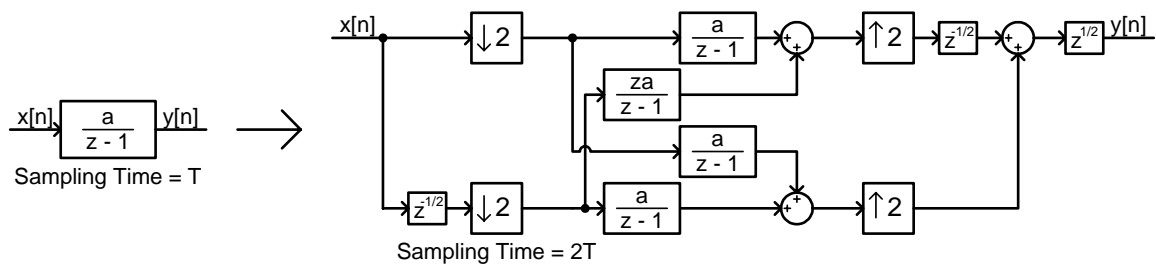 x[n]
↓2
a
z - 1
+
+
↑2
z-1/2
+
+
z1/2
y[n]
za
z - 1
x[n]
a
z - 1
y[n]
Sampling Time = T
a
z - 1
z-1/2
↓2
a
z - 1
+
+
↑2
Sampling Time = 2T